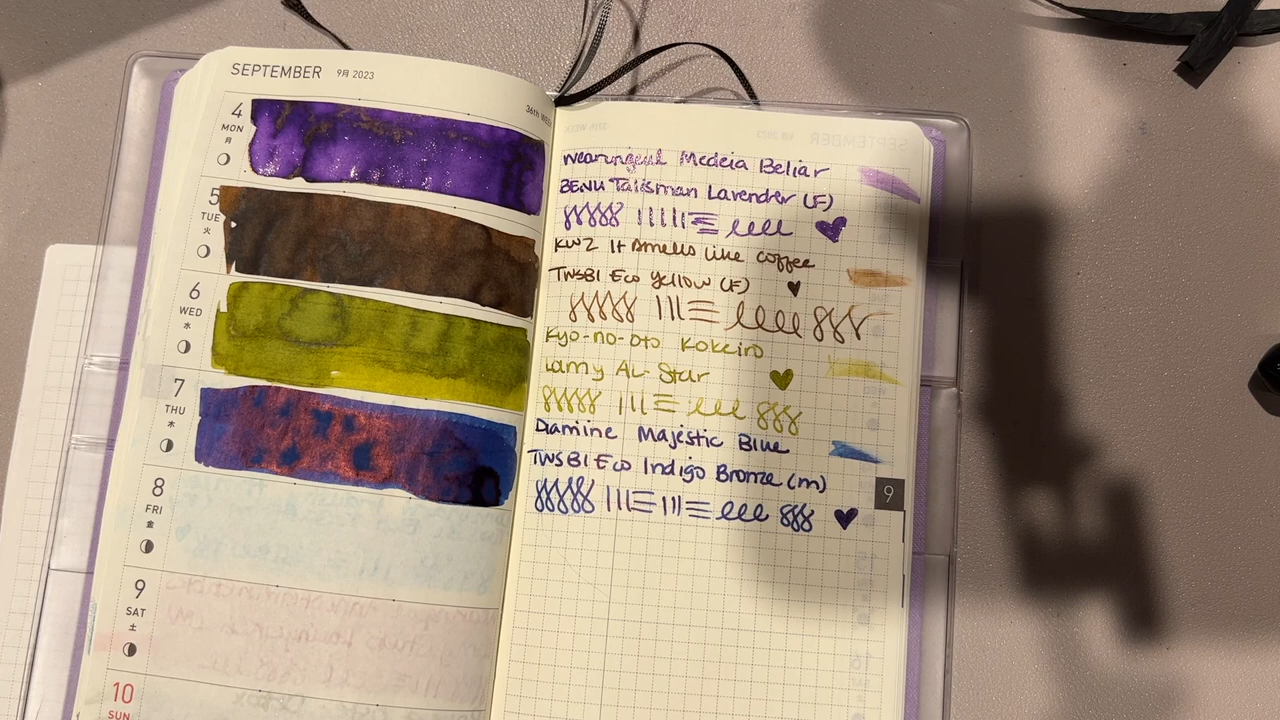 SEPTEMBER 9月 2023
36th WEEK
4
MON
月
5
TUE
火
6
WED
水
7
THU
木
8
FRI
金
9
SAT
土
10
SUN
Wearingeul Medeia Beliar
BENU Talisman Lavender (F)
KWZ It Smells Like Coffee
TWSBI Eco Yellow (F)
Kyo-no-oto Kokeiro
Lamy AL-Star
Diamine Majestic Blue
TWSBI Eco Indigo Bronze (m)
9